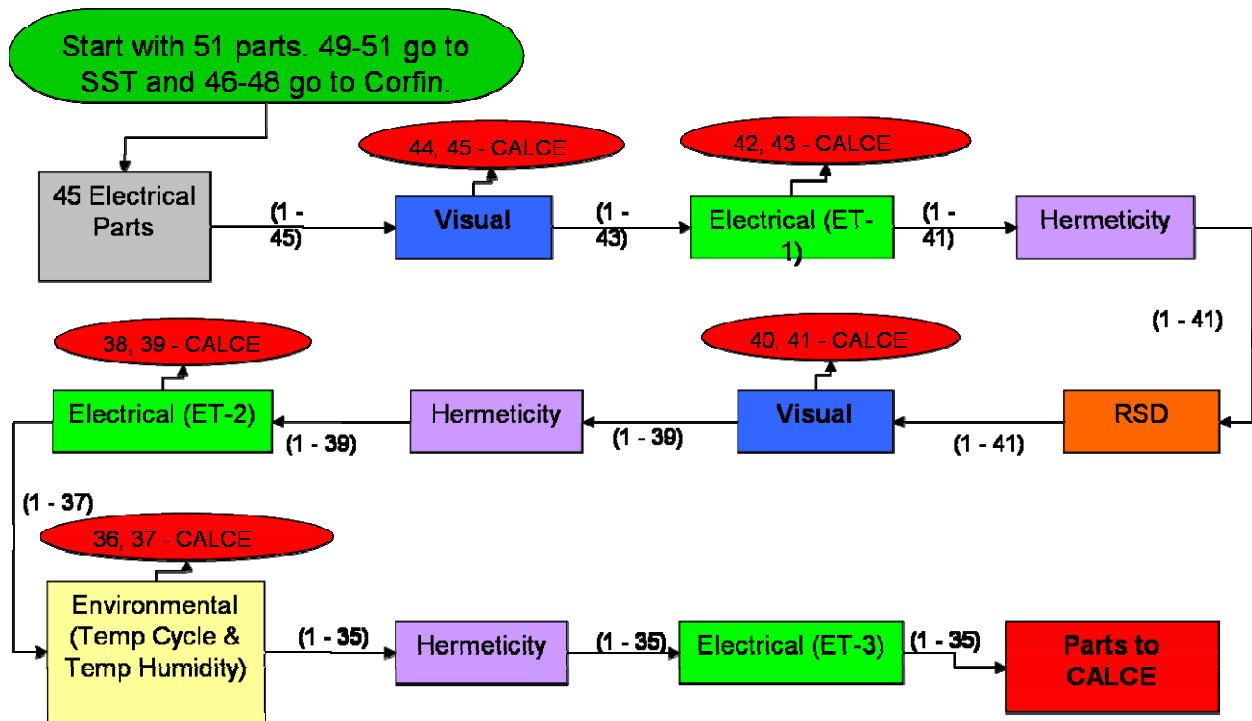 Start with 51 parts. 49-51 go to
SST and 46-48 go to Corfin.
44, 45 - CALCE
42, 43 - CALCE
45 Electrical
Parts
(1 -
45)
Visual
(1 -
43)
Electrical (ET-
1)
(1 -
41)
Hermeticity
(1 - 41)
38, 39 - CALCE
40, 41 - CALCE
Electrical (ET-2)
(1 - 39)
Hermeticity
(1 - 39)
Visual
(1 - 41)
RSD
(1 - 37)
36, 37 - CALCE
Environmental
(Temp Cycle &
Temp Humidity)
(1 - 35)
Hermeticity
(1 - 35)
Electrical (ET-3)
(1 - 35)
Parts to
CALCE